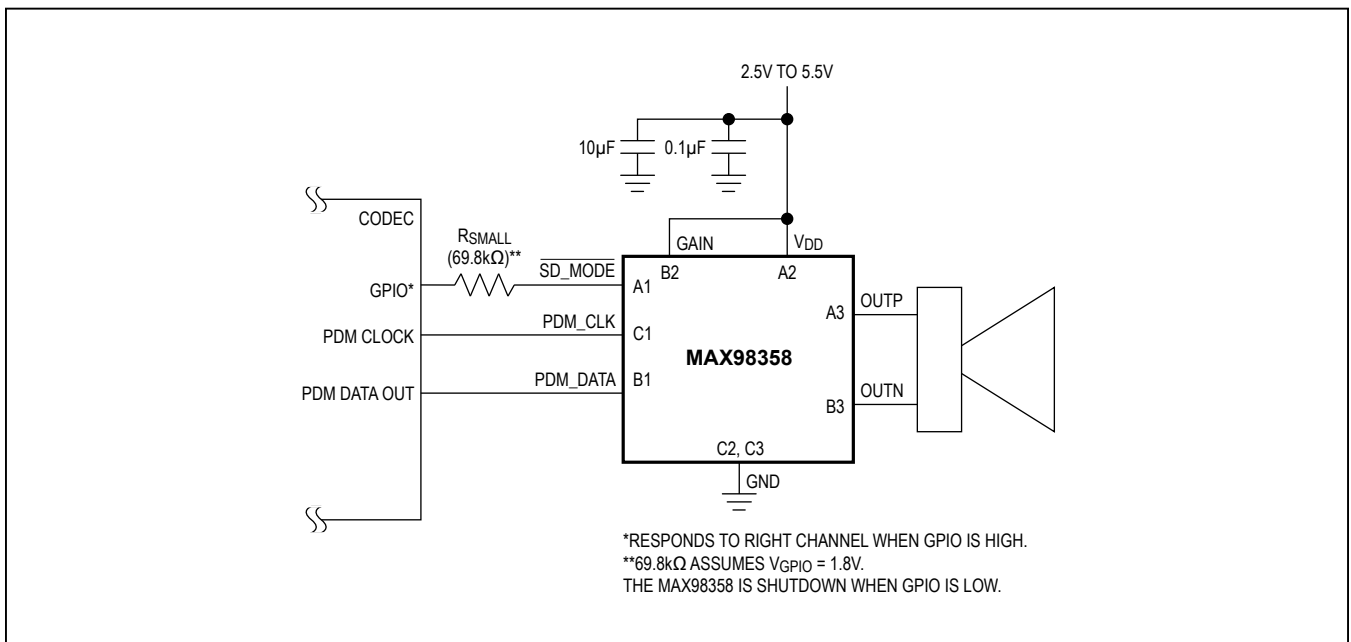 2.5V TO 5.5V
10µF
0.1µF
CODEC
RSMALL
(69.8kΩ)**
SD_MODE
GAIN
VDD
B2
A2
GPIO*
A1
A3
OUTP
PDM CLOCK
PDM_CLK
C1
MAX98358
PDM DATA OUT
PDM_DATA
B1
B3
OUTN
C2, C3
GND
*RESPONDS TO RIGHT CHANNEL WHEN GPIO IS HIGH.
**69.8kΩ ASSUMES VGPIO = 1.8V.
THE MAX98358 IS SHUTDOWN WHEN GPIO IS LOW.